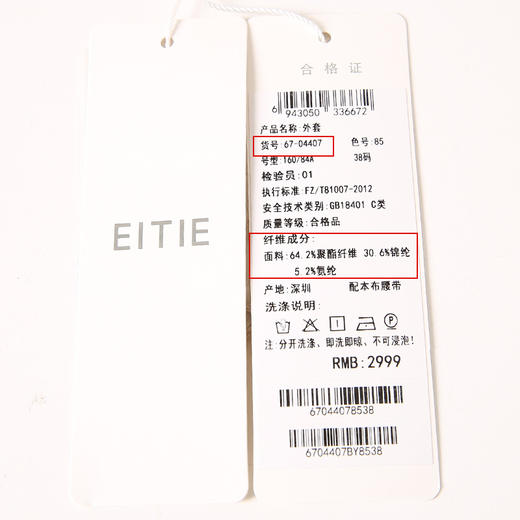 EITIE
合格证
6 943050 336672
产品名称:外套
货号:67-04407 色号:85
号型:160/84A 38码
检验员:01
执行标准:FZ/T81007-2012
安全技术类别:GB18401 C类
质量等级:合格品
纤维成分:
面料:64.2%聚酯纤维 30.6%锦纶
5.2%氨纶
产地:深圳 配本布腰带
洗涤说明:
注:分开洗涤、即洗即晾、不可浸泡!
RMB:2999
67044078538
6704407BY8538